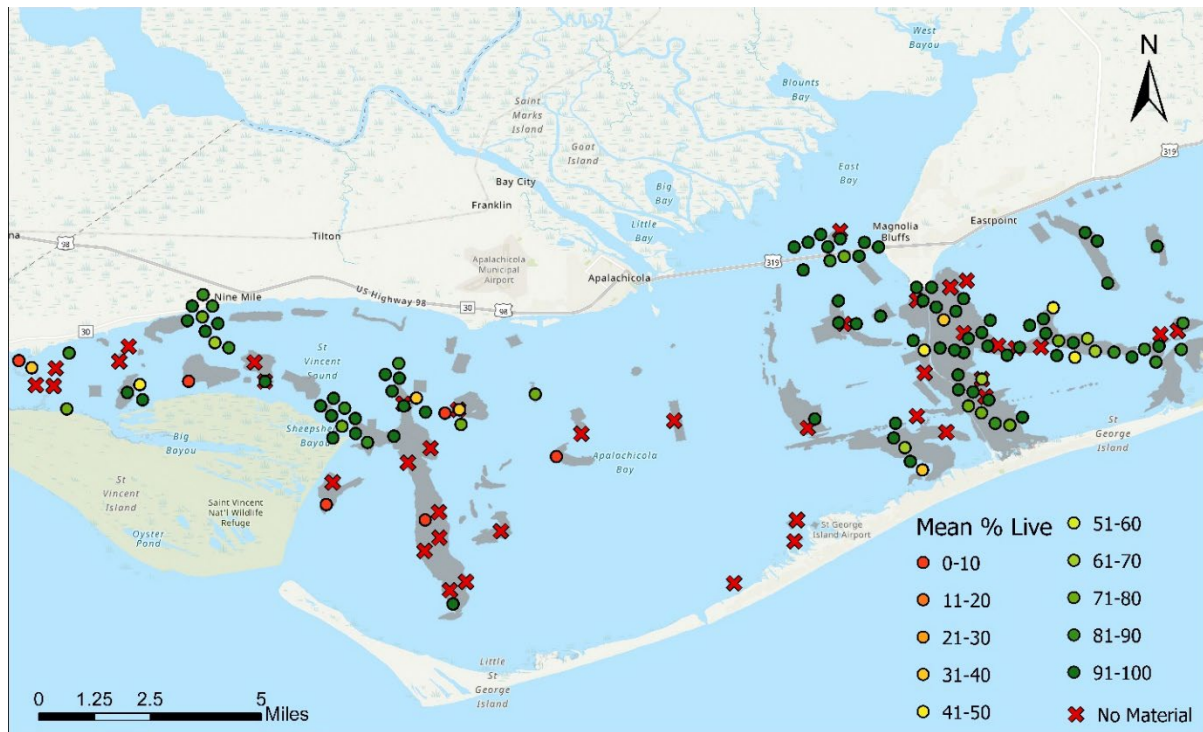 West
Bayou
N
Blounts
Bay
Saint
Marks
Island
Goat
Island
319
East
Bay
Bay City
Big
Bay
Franklin
Magnolia
Bluffs
Eastpoint
Little
Bay
na
98
Tilton
Apalachicola
Municipal
Airport
Apalachicola
319
Nine Mile
US Highway 98
30
98
30
St
Vincent
Sound
Sheepshead
Bayou
Big
Bayou
Apalachicola
Bay
St
George
Island
St
Vincent
Island
Saint Vincent
Nat'l Wildlife
Refuge
Oyster
Pond
St George
Island Airport
Little
St
George
Island
Mean % Live
0-10
11-20
21-30
31-40
41-50
51-60
61-70
71-80
81-90
91-100
No Material
0 1.25 2.5 5
Miles